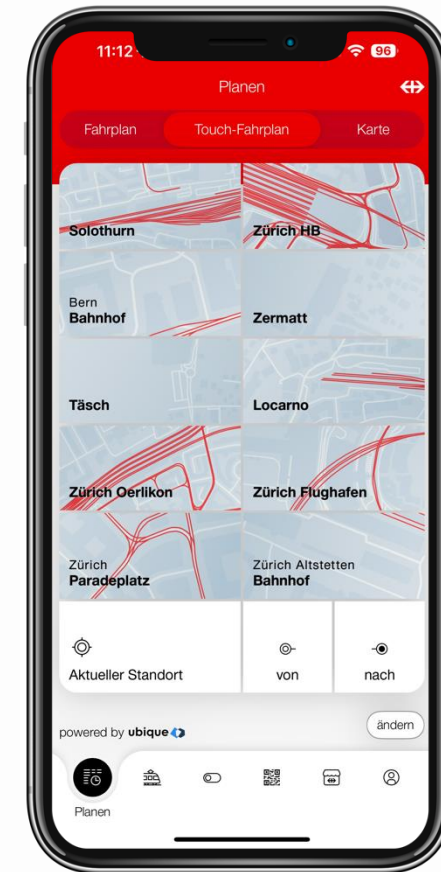 11:12
96
Planen
Fahrplan
Touch-Fahrplan
Karte
Solothurn
Zürich HB
Bern
Bahnhof
Zermatt
Täsch
Locarno
Zürich Oerlikon
Zürich Flughafen
Zürich
Paradeplatz
Zürich Altstetten
Bahnhof
Aktueller Standort
von
nach
powered by ubique
ändern
Planen